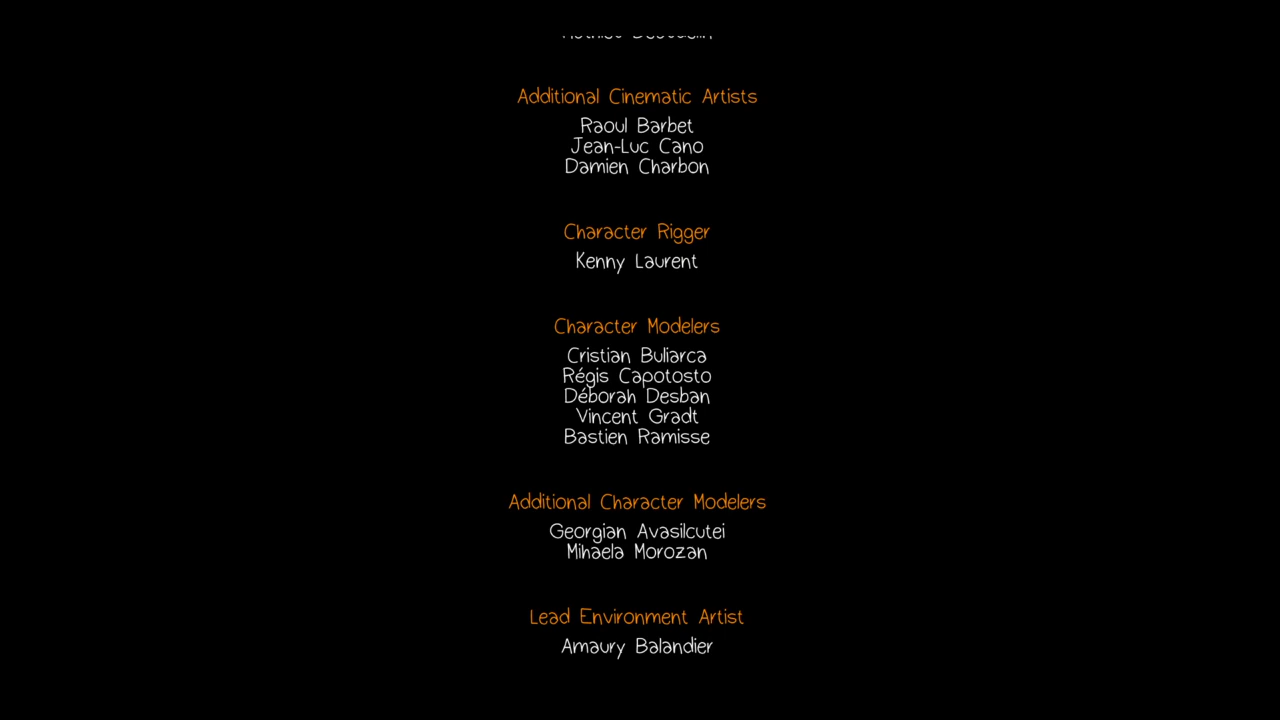 Additional Cinematic Artists
Raoul Barbet
Jean-Luc Cano
Damien Charbon
Character Rigger
Kenny Laurent
Character Modelers
Cristian Buliarca
Régis Capotosto
Déborah Desban
Vincent Gradt
Bastien Ramisse
Additional Character Modelers
Georgian Avasilcutei
Mihaela Morozan
Lead Environment Artist
Amaury Balandier